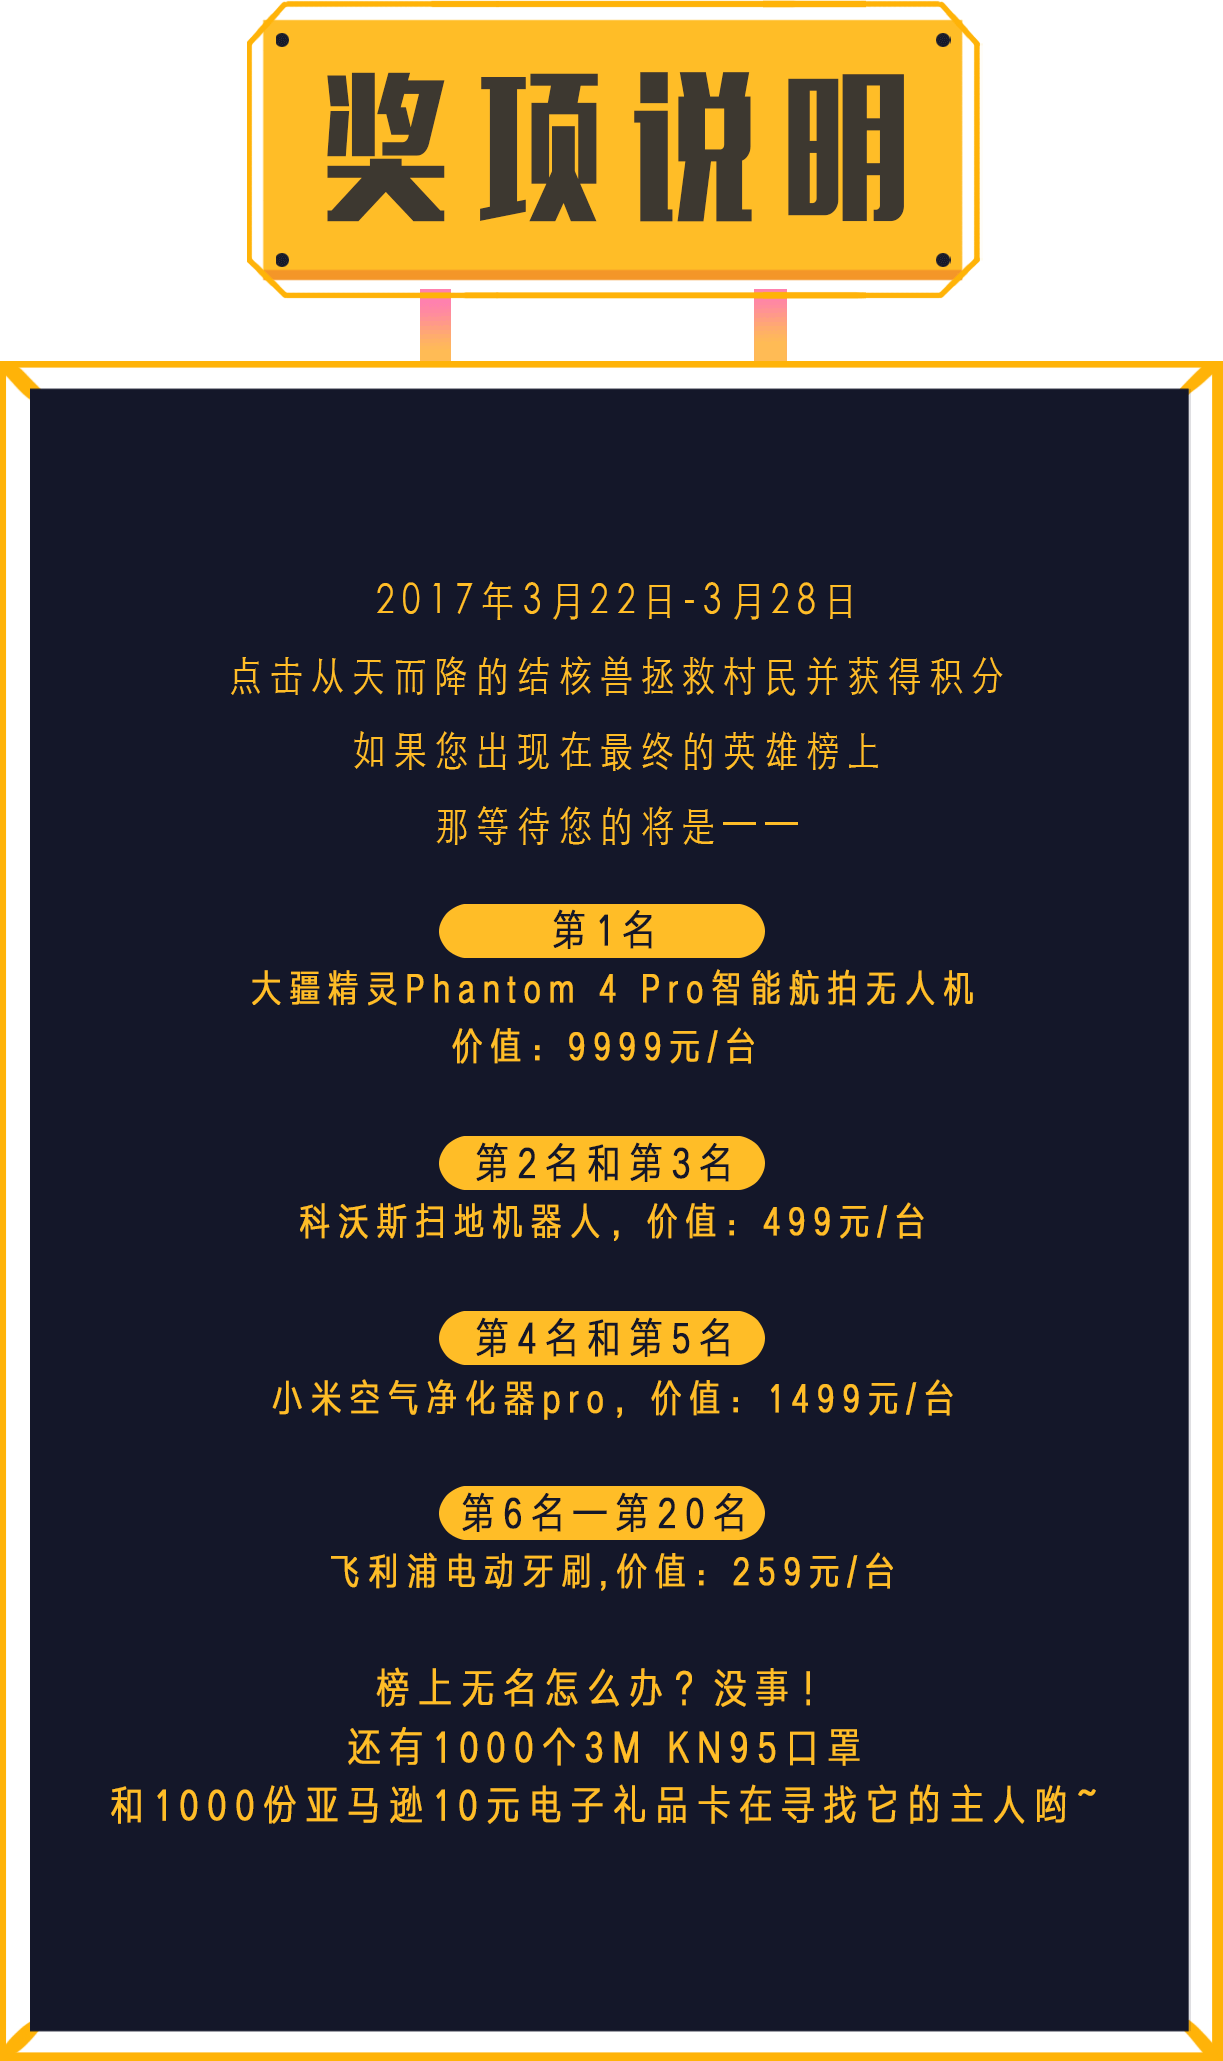 奖项说明
2017年3月22日-3月28日
点击从天而降的结核兽拯救村民并获得积分
如果您出现在最终的英雄榜上
那等待您的将是一一
第1名
大疆精灵Phantom 4 Pro智能航拍无人机
价值：9999元/台
第2名和第3名
科沃斯扫地机器人，价值：499元/台
第4名和第5名
小米空气净化器pro，价值：1499元/台
第6名一第20名
飞利浦电动牙刷,价值：259元/台
榜上无名怎么办？没事！
还有1000个3M KN95口罩
和1000份亚马逊10元电子礼品卡在寻找它的主人哟~